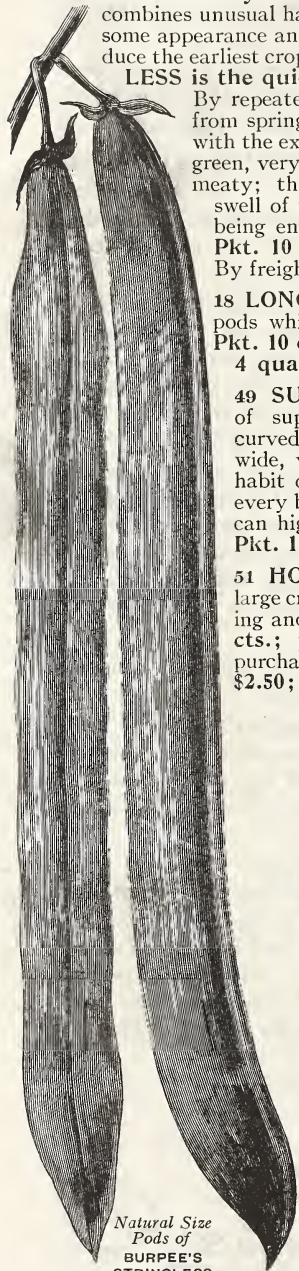 combines unusual ha
some appearance an
duce the earliest crop
LESS is the qui
By repeate
from spring
with the ex
green, very
meaty; th
swell of
being en
Pkt. 10
By freigh
18 LONG
pods whi
Pkt. 10
4 qua
49 SU
of sup
curved
wide, v
habit
every b
can hig
Pkt. 1
51 HO
large cr
ing and
cts.;
purcha
$2.50;
Natural Size
Pods of
BURPEE'S
STRINGLESS